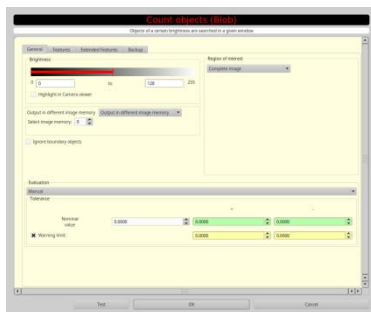 Count objects (Blob)
Objects of a certain brightness are searched in a given window.
General Features Extended features Backup
Brightness
Region of interest
Complete image
0 0 to 128 255
Highlight in Camera viewer
Output in different image memory Output in different image memory
Select image memory: 0
Ignore boundary objects
Evaluation
Manual
Tolerance
+ -
Nominal value 0.0000 0.0000 0.0000
Warning limit 0.0000 0.0000
Test OK Cancel